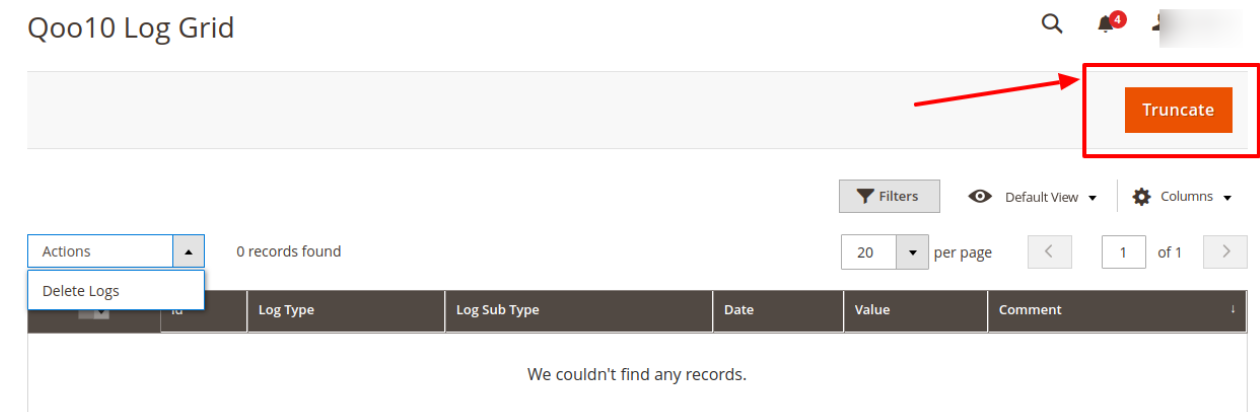 Qoo10 Log Grid
4
Truncate
Filters
Default View
Columns
Actions
0 records found
20
per page
1
of 1
Delete Logs
Id
Log Type
Log Sub Type
Date
Value
Comment
↓
We couldn't find any records.